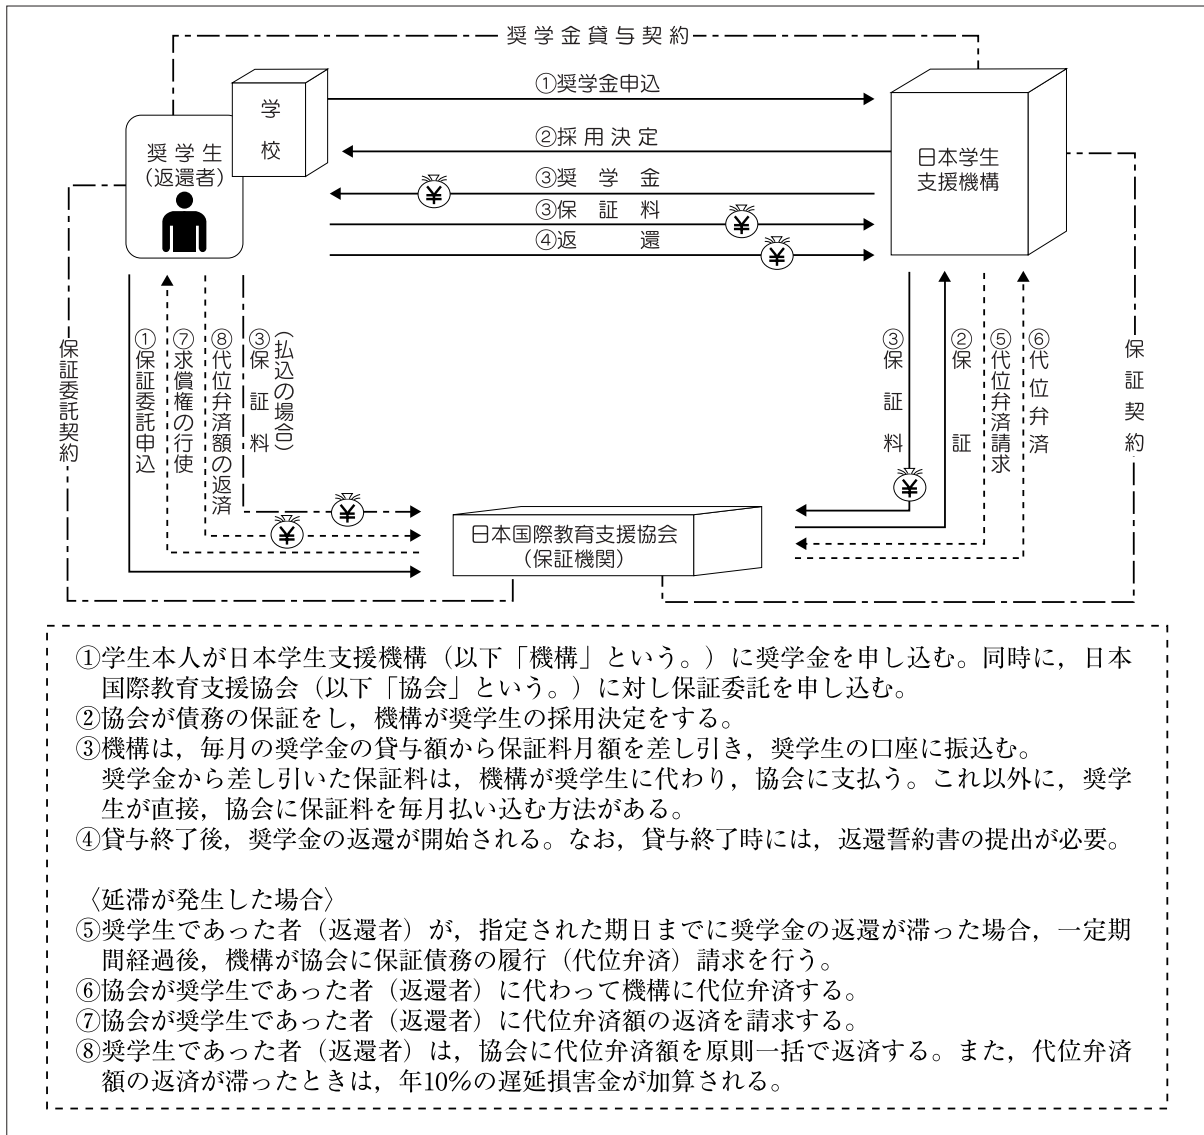 奨学金貸与契約
①奨学金申込
学校
②採用決定
奨学生
(返還者)
日本学生
支援機構
③奨学金
¥
③保証料
¥
④返還
¥
保証委託契約
①保証委託申込
⑦求償権の行使
⑧代位弁済額の返済
③保証料
(払込の場合)
③保証料
②保証
⑤代位弁済請求
⑥代位弁済
保証契約
¥
¥
¥
日本国際教育支援協会
(保証機関)
①学生本人が日本学生支援機構（以下「機構」という。）に奨学金を申し込む。同時に，日本
国際教育支援協会（以下「協会」という。）に対し保証委託を申し込む。
②協会が債務の保証をし，機構が奨学生の採用決定をする。
③機構は，毎月の奨学金の貸与額から保証料月額を差し引き，奨学生の口座に振込む。
奨学金から差し引いた保証料は，機構が奨学生に代わり，協会に支払う。これ以外に，奨学
生が直接，協会に保証料を毎月払い込む方法がある。
④貸与終了後，奨学金の返還が開始される。なお，貸与終了時には，返還誓約書の提出が必要。
〈延滞が発生した場合〉
⑤奨学生であった者（返還者）が，指定された期日までに奨学金の返還が滞った場合，一定期
間経過後，機構が協会に保証債務の履行（代位弁済）請求を行う。
⑥協会が奨学生であった者（返還者）に代わって機構に代位弁済する。
⑦協会が奨学生であった者（返還者）に代位弁済額の返済を請求する。
⑧奨学生であった者（返還者）は，協会に代位弁済額を原則一括で返済する。また，代位弁済
額の返済が滞ったときは，年10％の遅延損害金が加算される。